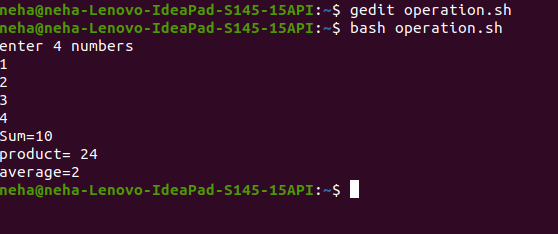 neha@neha-Lenovo-IdeaPad-S145-15API:~$ gedit operation.sh
neha@neha-Lenovo-IdeaPad-S145-15API:~$ bash operation.sh
enter 4 numbers
1
2
3
4
Sum=10
product= 24
average=2
neha@neha-Lenovo-IdeaPad-S145-15API:~$